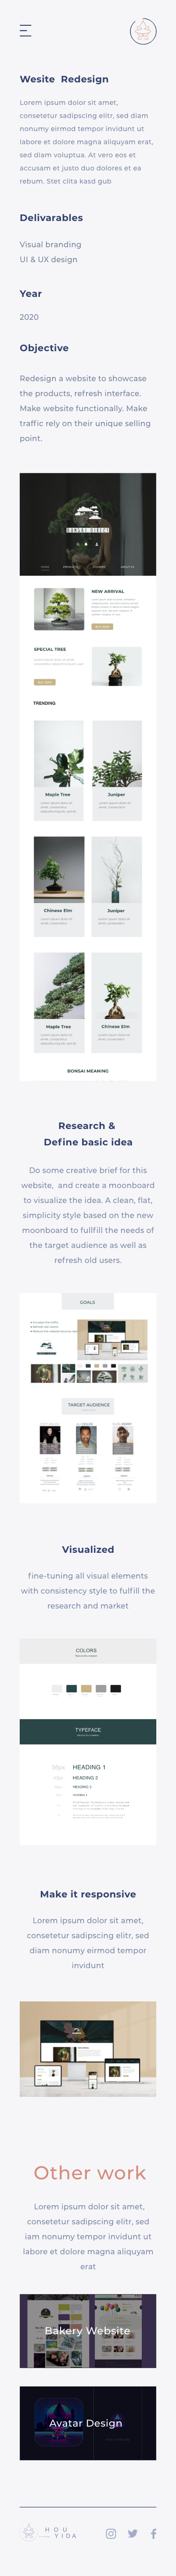 Wesite Redesign
Lorem ipsum dolor sit amet,
consetetur sadipscing elitr, sed diam
nonumy eirmod tempor invidunt ut
labore et dolore magna aliquyam erat,
sed diam voluptua. At vero eos et
accusam et justo duo dolores et ea
rebum. Stet clita kasd gub
Delivarables
Visual branding
UI & UX design
Year
2020
Objective
Redesign a website to showcase
the products, refresh interface.
Make website functionally. Make
traffic rely on their unique selling
point.
BONSAI DIRECT
NEW ARRIVAL
SPECIAL TREE
TRENDING
Maple Tree
Juniper
Chinese Elm
Juniper
Maple Tree
Chinese Elm
BONSAI MEANING
Research &
Define basic idea
Do some creative brief for this
website, and create a moonboard
to visualize the idea. A clean, flat,
simplicity style based on the new
moonboard to fullfill the needs of
the target audience as well as
refresh old users.
GOALS
TARGET AUDIENCE
Visualized
fine-tuning all visual elements
with consistency style to fulfill the
research and market
COLORS
TYPEFACE
HEADING 1
HEADING 2
HEADING 3
Make it responsive
Lorem ipsum dolor sit amet,
consetetur sadipscing elitr, sed
diam nonumy eirmod tempor
invidunt
Other work
Lorem ipsum dolor sit amet,
consetetur sadipscing elitr, sed
iam nonumy tempor invidunt ut
labore et dolore magna aliquyam
erat
Bakery Website
Avatar Design
HOU
YIDA